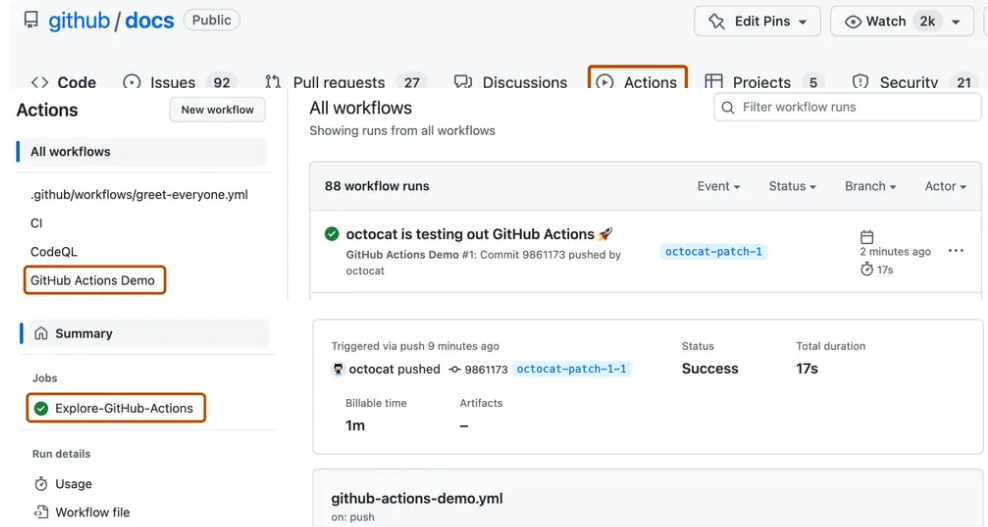 github / docs Public Edit Pins Watch 2k
Code Issues 92 Pull requests 27 Discussions Actions Projects 5 Security 21
Actions New workflow
All workflows
.github/workflows/greet-everyone.yml
CI
CodeQL
GitHub Actions Demo
All workflows
Filter workflow runs
Showing runs from all workflows
88 workflow runs Event Status Branch Actor
octocat is testing out GitHub Actions 🚀
GitHub Actions Demo #1: Commit 9861173 pushed by
octocat
octocat-patch-1
2 minutes ago ...
17s
Summary
Jobs
Explore-GitHub-Actions
Run details
Usage
Workflow file
Triggered via push 9 minutes ago Status Total duration
octocat pushed 9861173 octocat-patch-1-1 Success 17s
Billable time Artifacts
1m –
github-actions-demo.yml
on: push